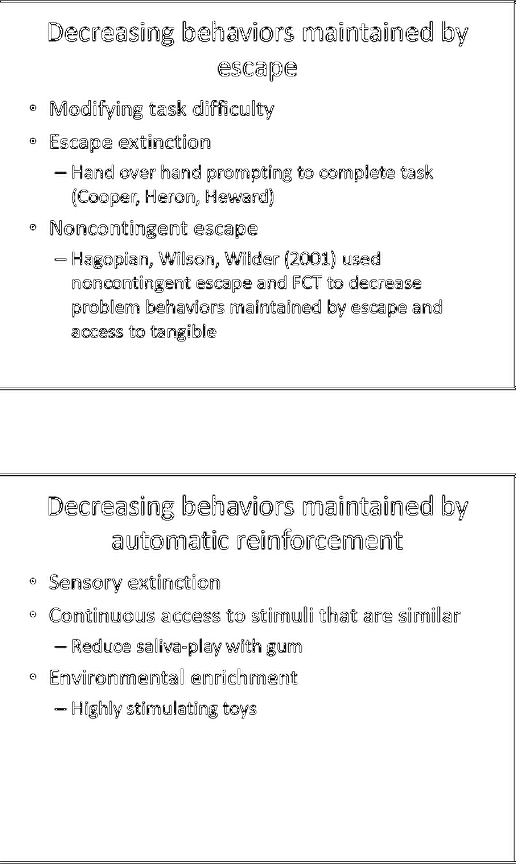 Decreasing behaviors maintained by
escape
• Modifying task difficulty
• Escape extinction
– Hand over hand prompting to complete task
(Cooper, Heron, Heward)
• Noncontingent escape
– Hagopian, Wilson, Wilder (2001) used
noncontingent escape and FCT to decrease
problem behaviors maintained by escape and
access to tangible
Decreasing behaviors maintained by
automatic reinforcement
• Sensory extinction
• Continuous access to stimuli that are similar
– Reduce saliva-play with gum
• Environmental enrichment
– Highly stimulating toys